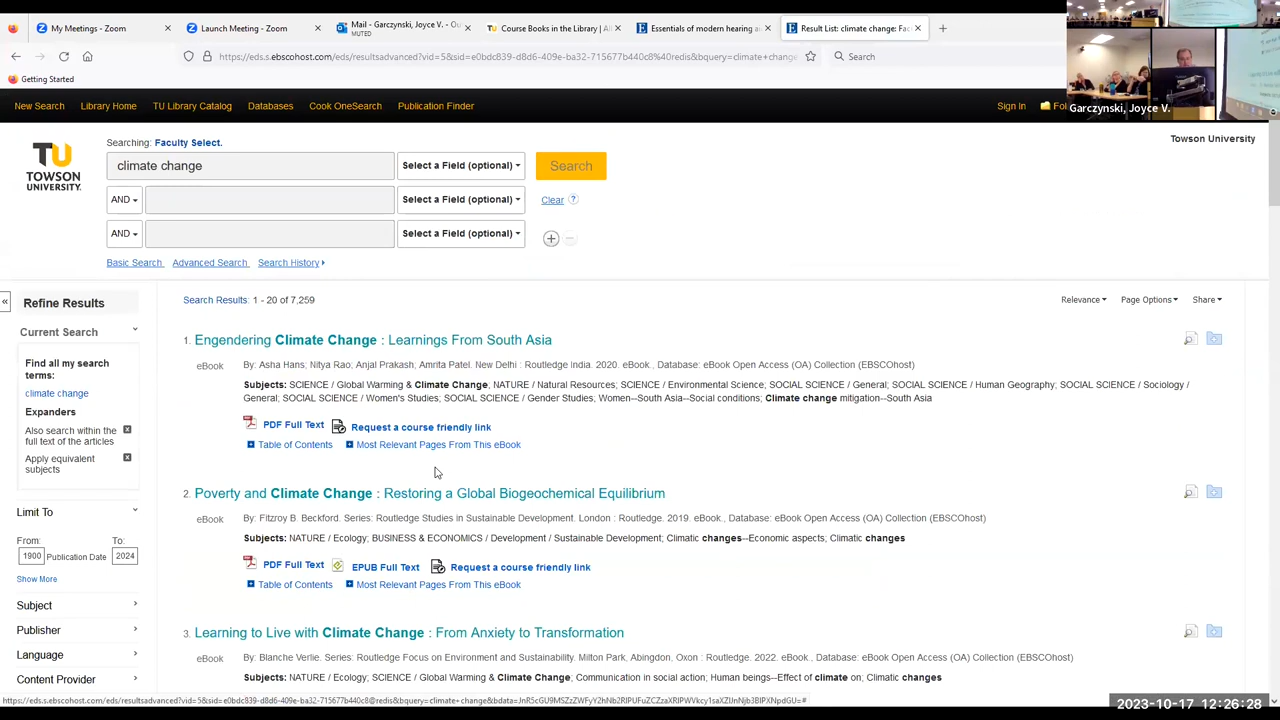 My Meetings - Zoom
Launch Meeting - Zoom
Mail - Garczynski, Joyce V. - Ou
MUTED
Course Books in the Library | Al
Essentials of modern hearing a
Result List: climate change: Fac
https://eds.s.ebscohost.com/eds/resultsadvanced?vid=5&sid=e0bdc839-d8d6-409e-ba32-715677b440c8%40redis&bquery=climate+change
Search
Getting Started
New Search
Library Home
TU Library Catalog
Databases
Cook OneSearch
Publication Finder
Sign In
Fol
Garczynski, Joyce V.
TU
TOWSON
UNIVERSITY
Searching: Faculty Select.
Towson University
climate change
Select a Field (optional)
Search
AND
Select a Field (optional)
Clear
?
AND
Select a Field (optional)
Basic Search
Advanced Search
Search History
«
Refine Results
Current Search
Find all my search
terms:
climate change
Expanders
Also search within the
full text of the articles
Apply equivalent
subjects
Limit To
From:
To:
1900
Publication Date
2024
Show More
Subject
Publisher
Language
Content Provider
Search Results: 1 - 20 of 7,259
Relevance
Page Options
Share
1. Engendering Climate Change : Learnings From South Asia
eBook
By: Asha Hans; Nitya Rao; Anjal Prakash, Amrita Patel. New Delhi : Routledge India. 2020. eBook., Database: eBook Open Access (OA) Collection (EBSCOhost)
Subjects: SCIENCE / Global Warming & Climate Change, NATURE / Natural Resources; SCIENCE / Environmental Science; SOCIAL SCIENCE / General; SOCIAL SCIENCE / Human Geography; SOCIAL SCIENCE / Sociology /
General; SOCIAL SCIENCE / Women's Studies; SOCIAL SCIENCE / Gender Studies, Women--South Asia--Social conditions; Climate change mitigation--South Asia
PDF Full Text
Request a course friendly link
Table of Contents
Most Relevant Pages From This eBook
2. Poverty and Climate Change : Restoring a Global Biogeochemical Equilibrium
eBook
By: Fitzroy B. Beckford. Series: Routledge Studies in Sustainable Development. London : Routledge. 2019. eBook., Database: eBook Open Access (OA) Collection (EBSCOhost)
Subjects: NATURE / Ecology; BUSINESS & ECONOMICS / Development / Sustainable Development; Climatic changes--Economic aspects; Climatic changes
PDF Full Text
EPUB Full Text
Request a course friendly link
Table of Contents
Most Relevant Pages From This eBook
3. Learning to Live with Climate Change : From Anxiety to Transformation
eBook
By: Blanche Verlie. Series: Routledge Focus on Environment and Sustainability. Milton Park, Abingdon, Oxon : Routledge. 2022. eBook., Database: eBook Open Access (OA) Collection (EBSCOhost)
Subjects: NATURE / Ecology; SCIENCE / Global Warming & Climate Change, Communication in social action; Human beings--Effect of climate on; Climatic changes
2023-10-17 12:26:28